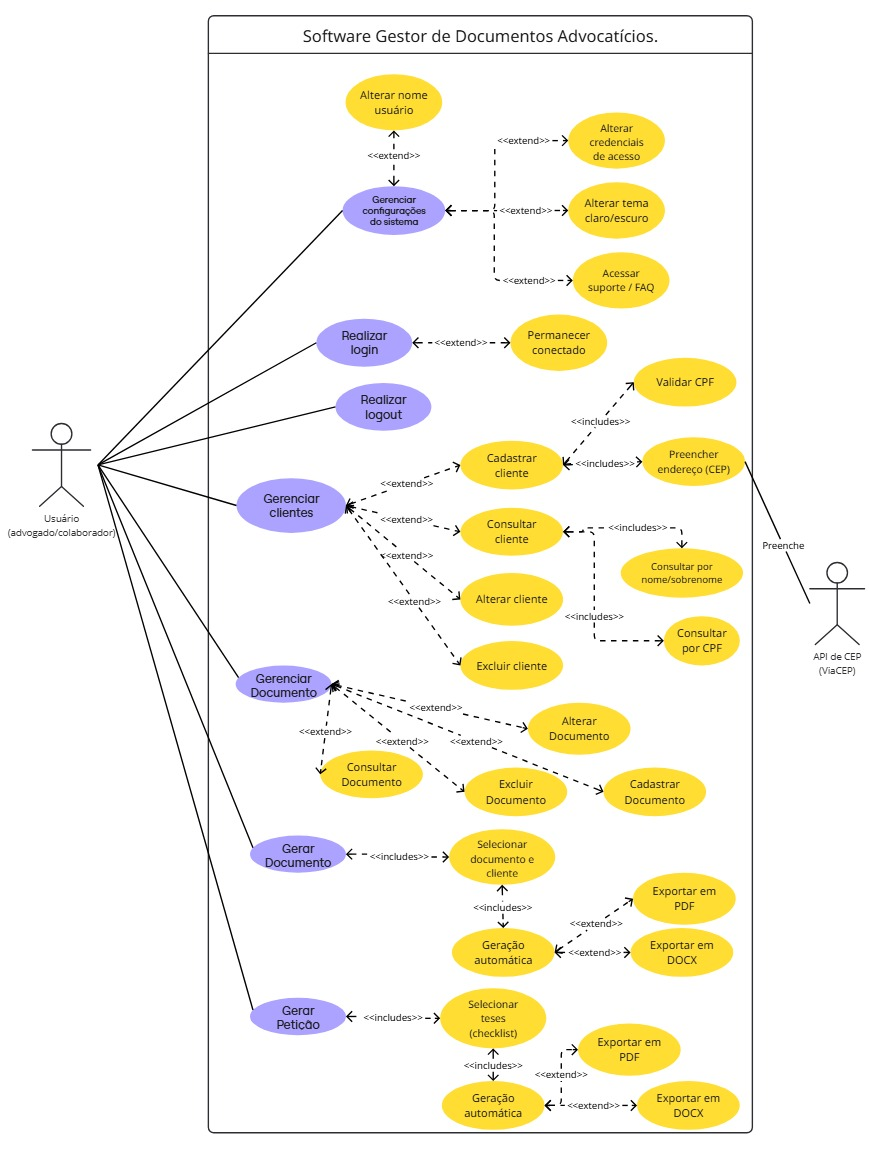 Software Gestor de Documentos Advocatícios.
Alterar nome
usuário
<<extend>>
Gerenciar
configurações
do sistema
<<extend>>
Alterar
credenciais
de acesso
<<extend>>
Alterar tema
claro/escuro
<<extend>>
Acessar
suporte / FAQ
Realizar
login
<<extend>>
Permanecer
conectado
Realizar
logout
Validar CPF
<<includes>>
Usuário
(advogado/colaborador)
Gerenciar
clientes
<<extend>>
Cadastrar
cliente
<<includes>>
Preencher
endereço (CEP)
<<extend>>
Consultar
cliente
<<includes>>
Consultar por
nome/sobrenome
Preenche
<<extend>>
Alterar cliente
<<includes>>
Consultar
por CPF
<<extend>>
Excluir cliente
API de CEP
(ViaCEP)
Gerenciar
Documento
<<extend>>
Alterar
Documento
<<extend>>
Consultar
Documento
<<extend>>
Excluir
Documento
<<extend>>
Cadastrar
Documento
Gerar
Documento
<<includes>>
Selecionar
documento e
cliente
<<includes>>
Geração
automática
<<extend>>
Exportar em
PDF
<<extend>>
Exportar em
DOCX
Gerar
Petição
<<includes>>
Selecionar
teses
(checklist)
<<includes>>
Geração
automática
<<extend>>
Exportar em
PDF
<<extend>>
Exportar em
DOCX